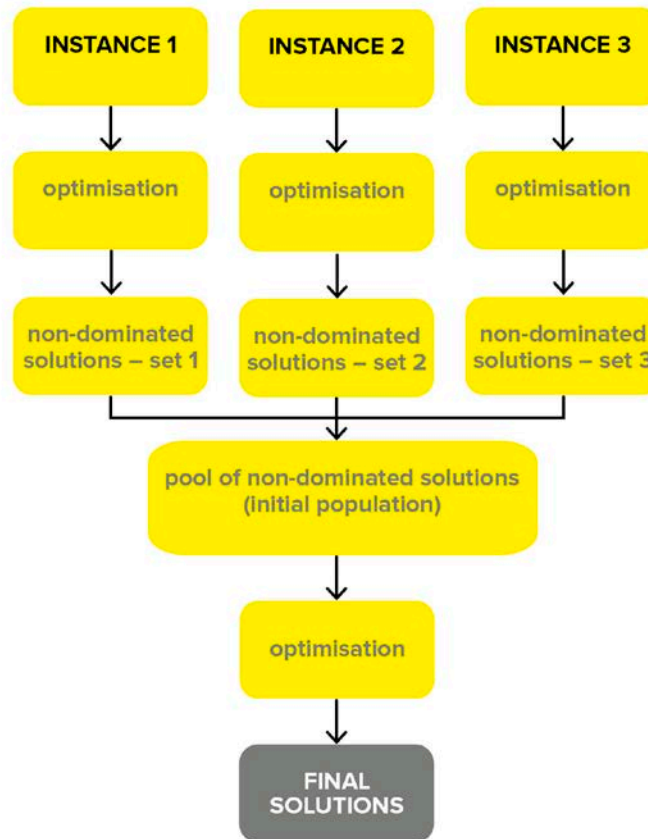 INSTANCE 1
INSTANCE 2
INSTANCE 3
optimisation
optimisation
optimisation
non-dominated
solutions – set 1
non-dominated
solutions – set 2
non-dominated
solutions – set 3
pool of non-dominated solutions
(initial population)
optimisation
FINAL
SOLUTIONS